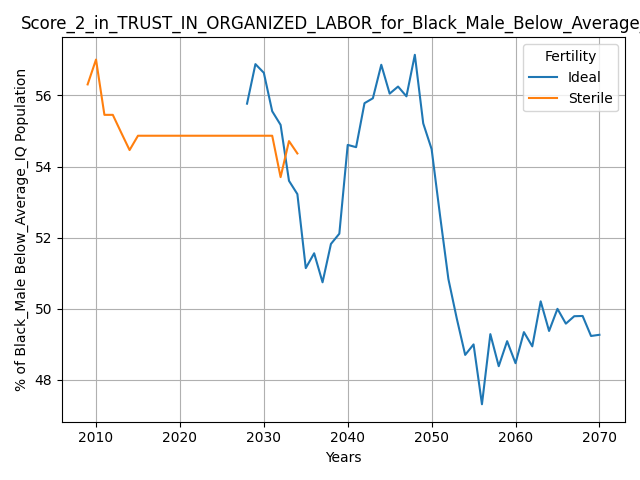 Score_2_in_TRUST_IN_ORGANIZED_LABOR_for_Black_Male_Below_Average_
% of Black_Male Below_Average_IQ Population
56
54
52
50
48
Fertility
Ideal
Sterile
2010 2020 2030 2040 2050 2060 2070
Years